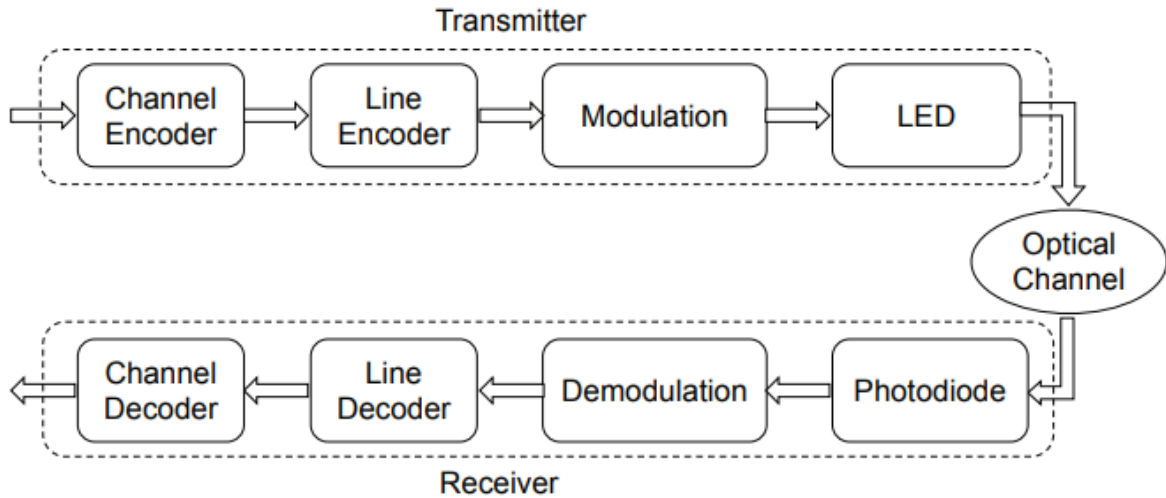 Transmitter
Channel
Encoder
Line
Encoder
Modulation
LED
Optical
Channel
Channel
Decoder
Line
Decoder
Demodulation
Photodiode
Receiver